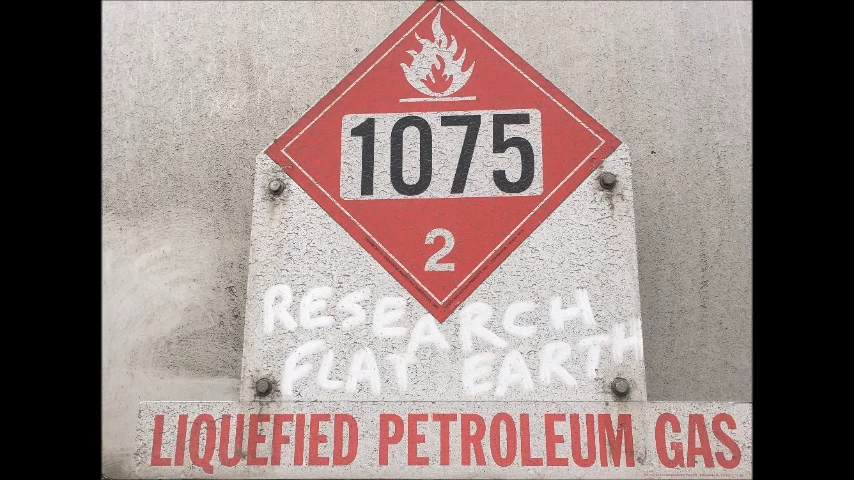 1075
2
RESEARCH
FLAT EARTH
LIQUEFIED PETROLEUM GAS